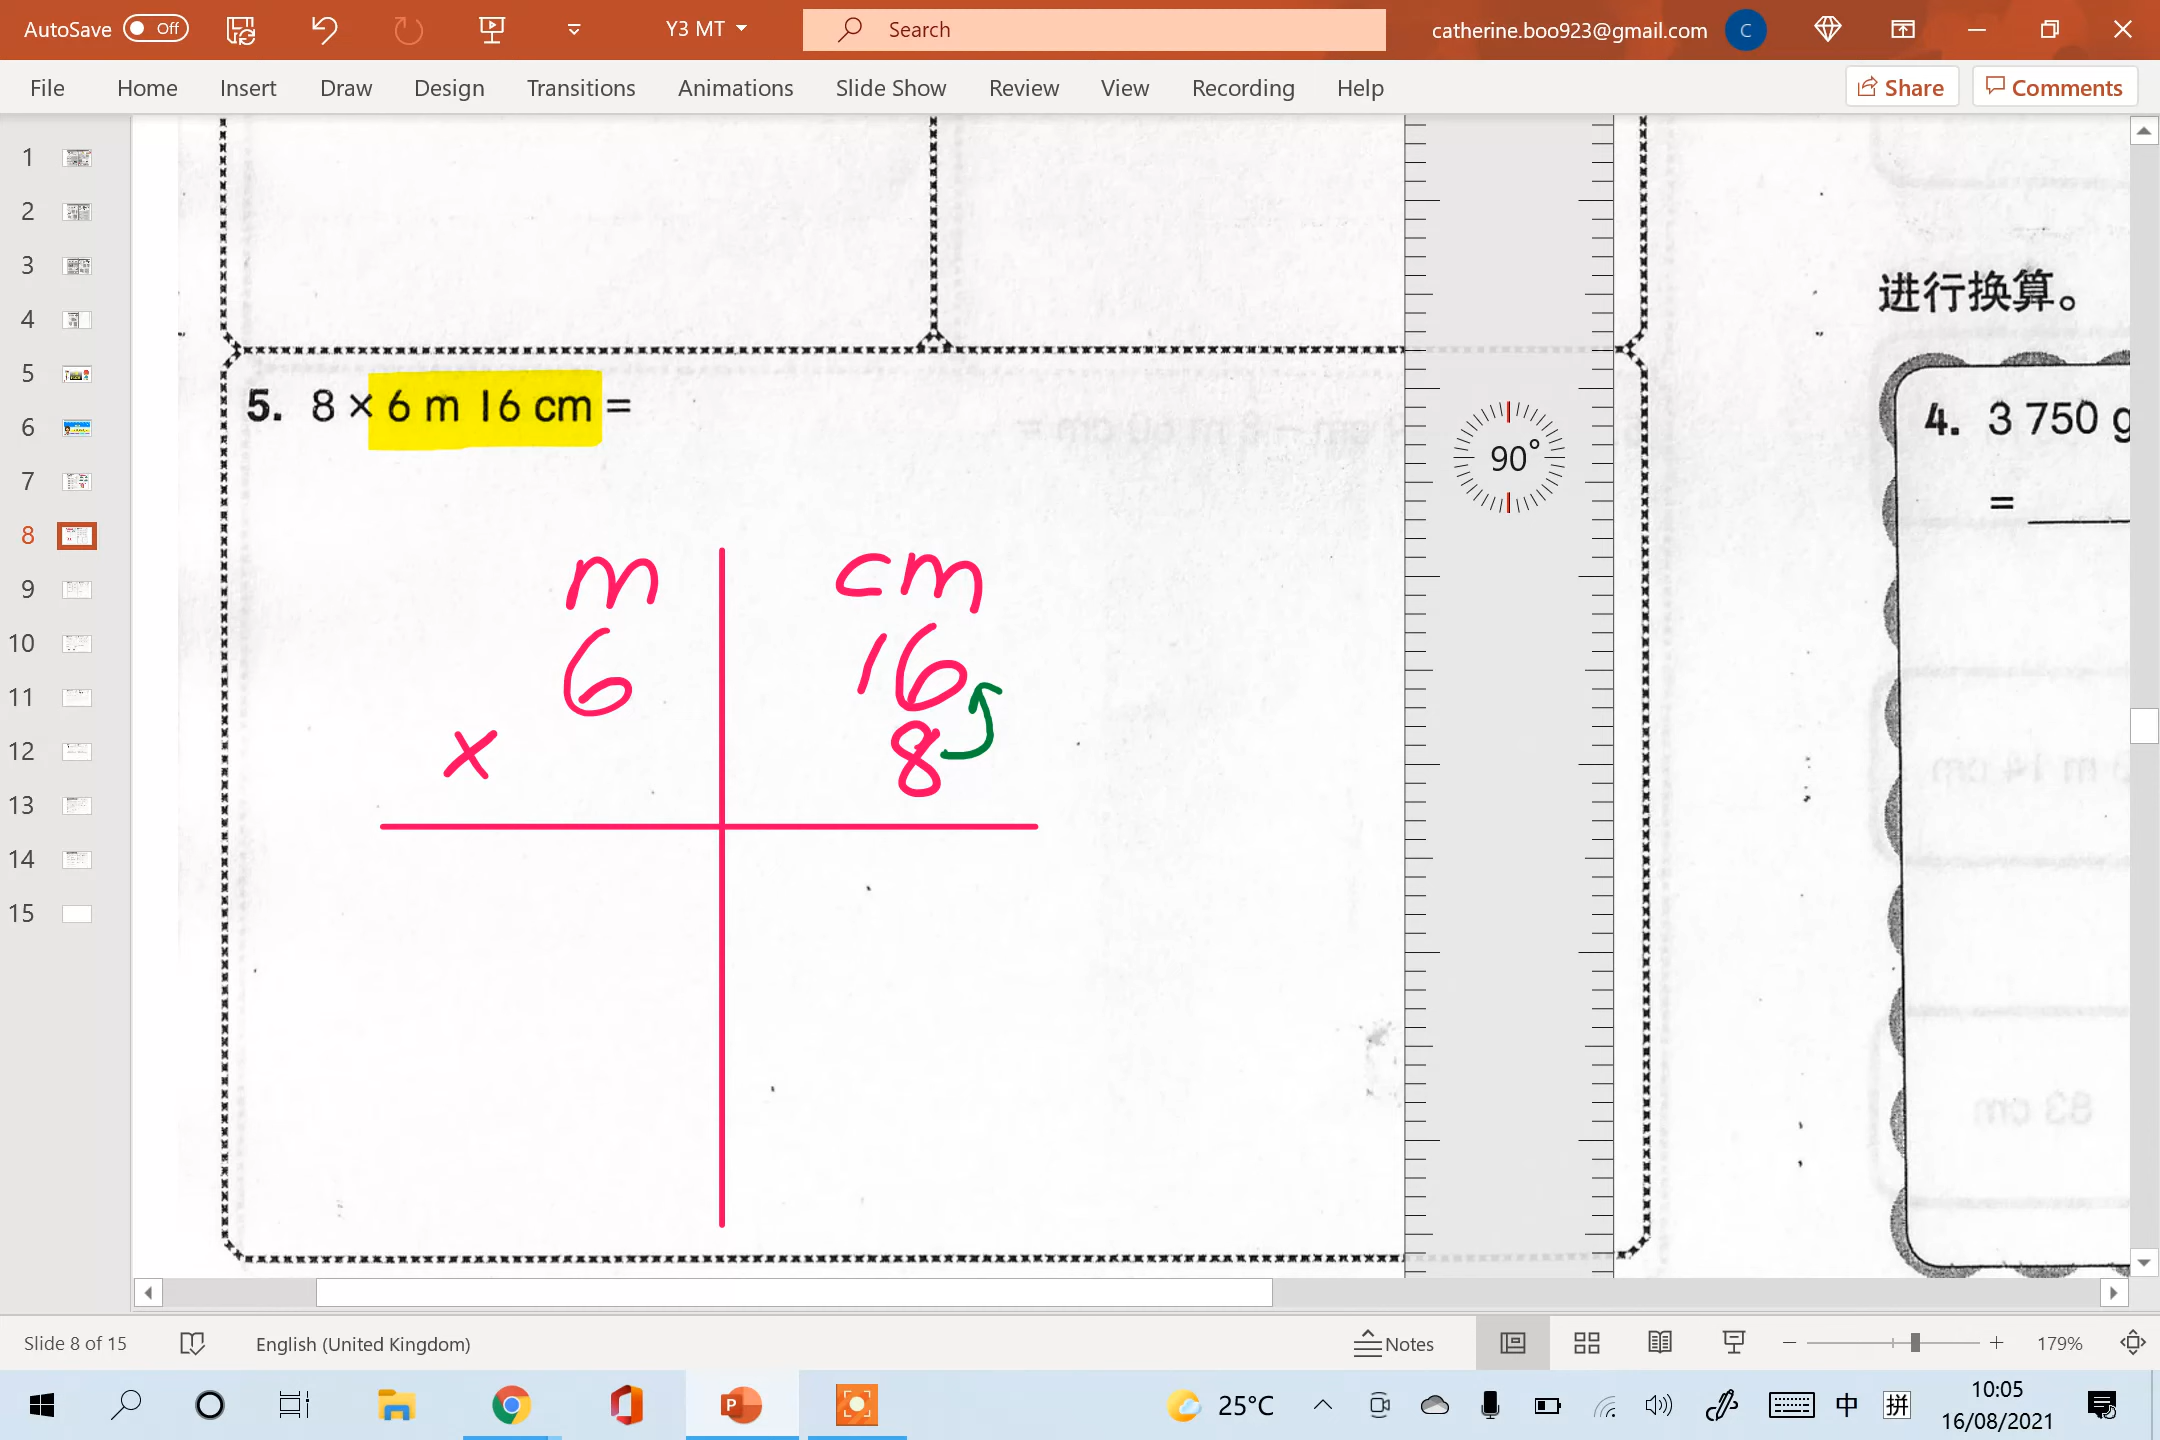 AutoSave Off Y3 MT Search catherine.boo923@gmail.com C
File Home Insert Draw Design Transitions Animations Slide Show Review View Recording Help Share Comments
1
2
3
4
5
6
7
8
9
10
11
12
13
14
15
5. 8 × 6 m 16 cm =
m cm
6 16
× 8
90°
进行换算。
4. 3 750 g
=
83 cm
Slide 8 of 15 English (United Kingdom) Notes 179%
P 25°C 中 拼 10:05
16/08/2021